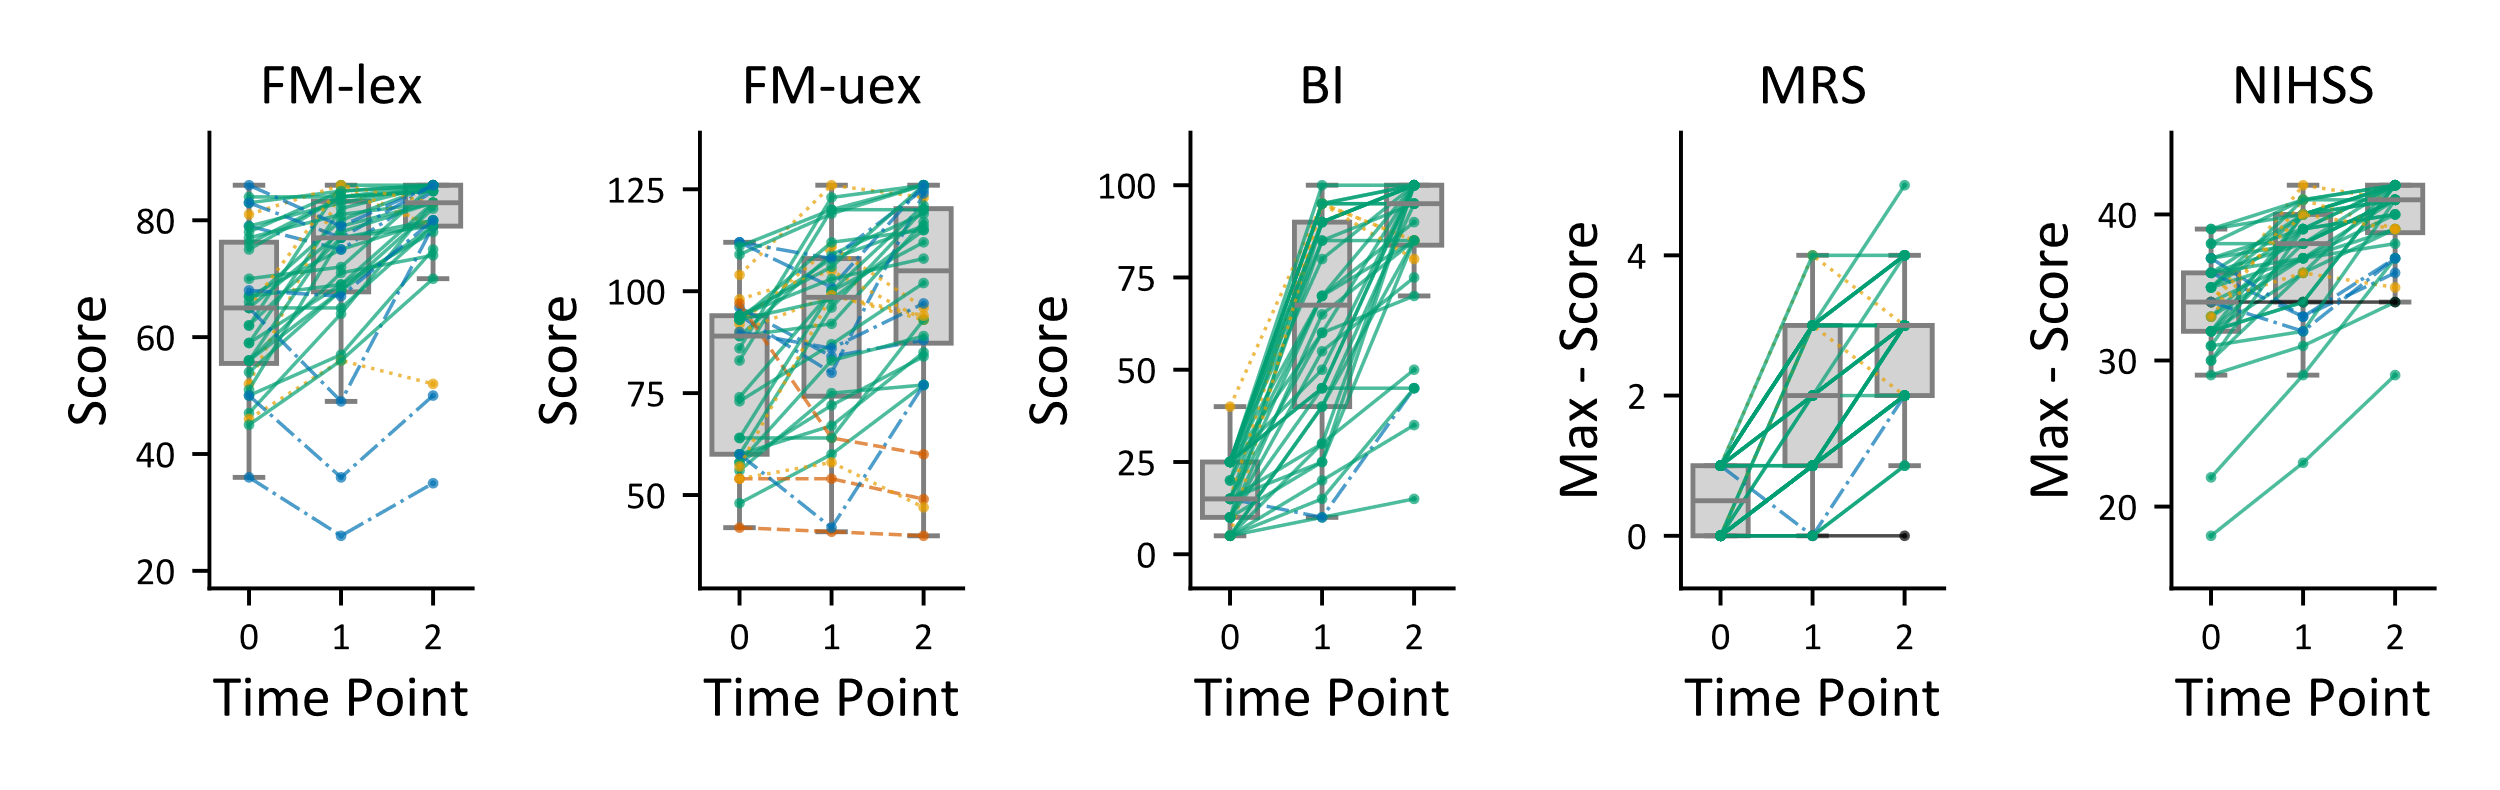 FM-lex
FM-uex
BI
MRS
NIHSS
Score
80
60
40
20
0
1
2
Time Point
Score
125
100
75
50
0
1
2
Time Point
Score
100
75
50
25
0
0
1
2
Time Point
Max - Score
4
2
0
0
1
2
Time Point
Max - Score
40
30
20
0
1
2
Time Point